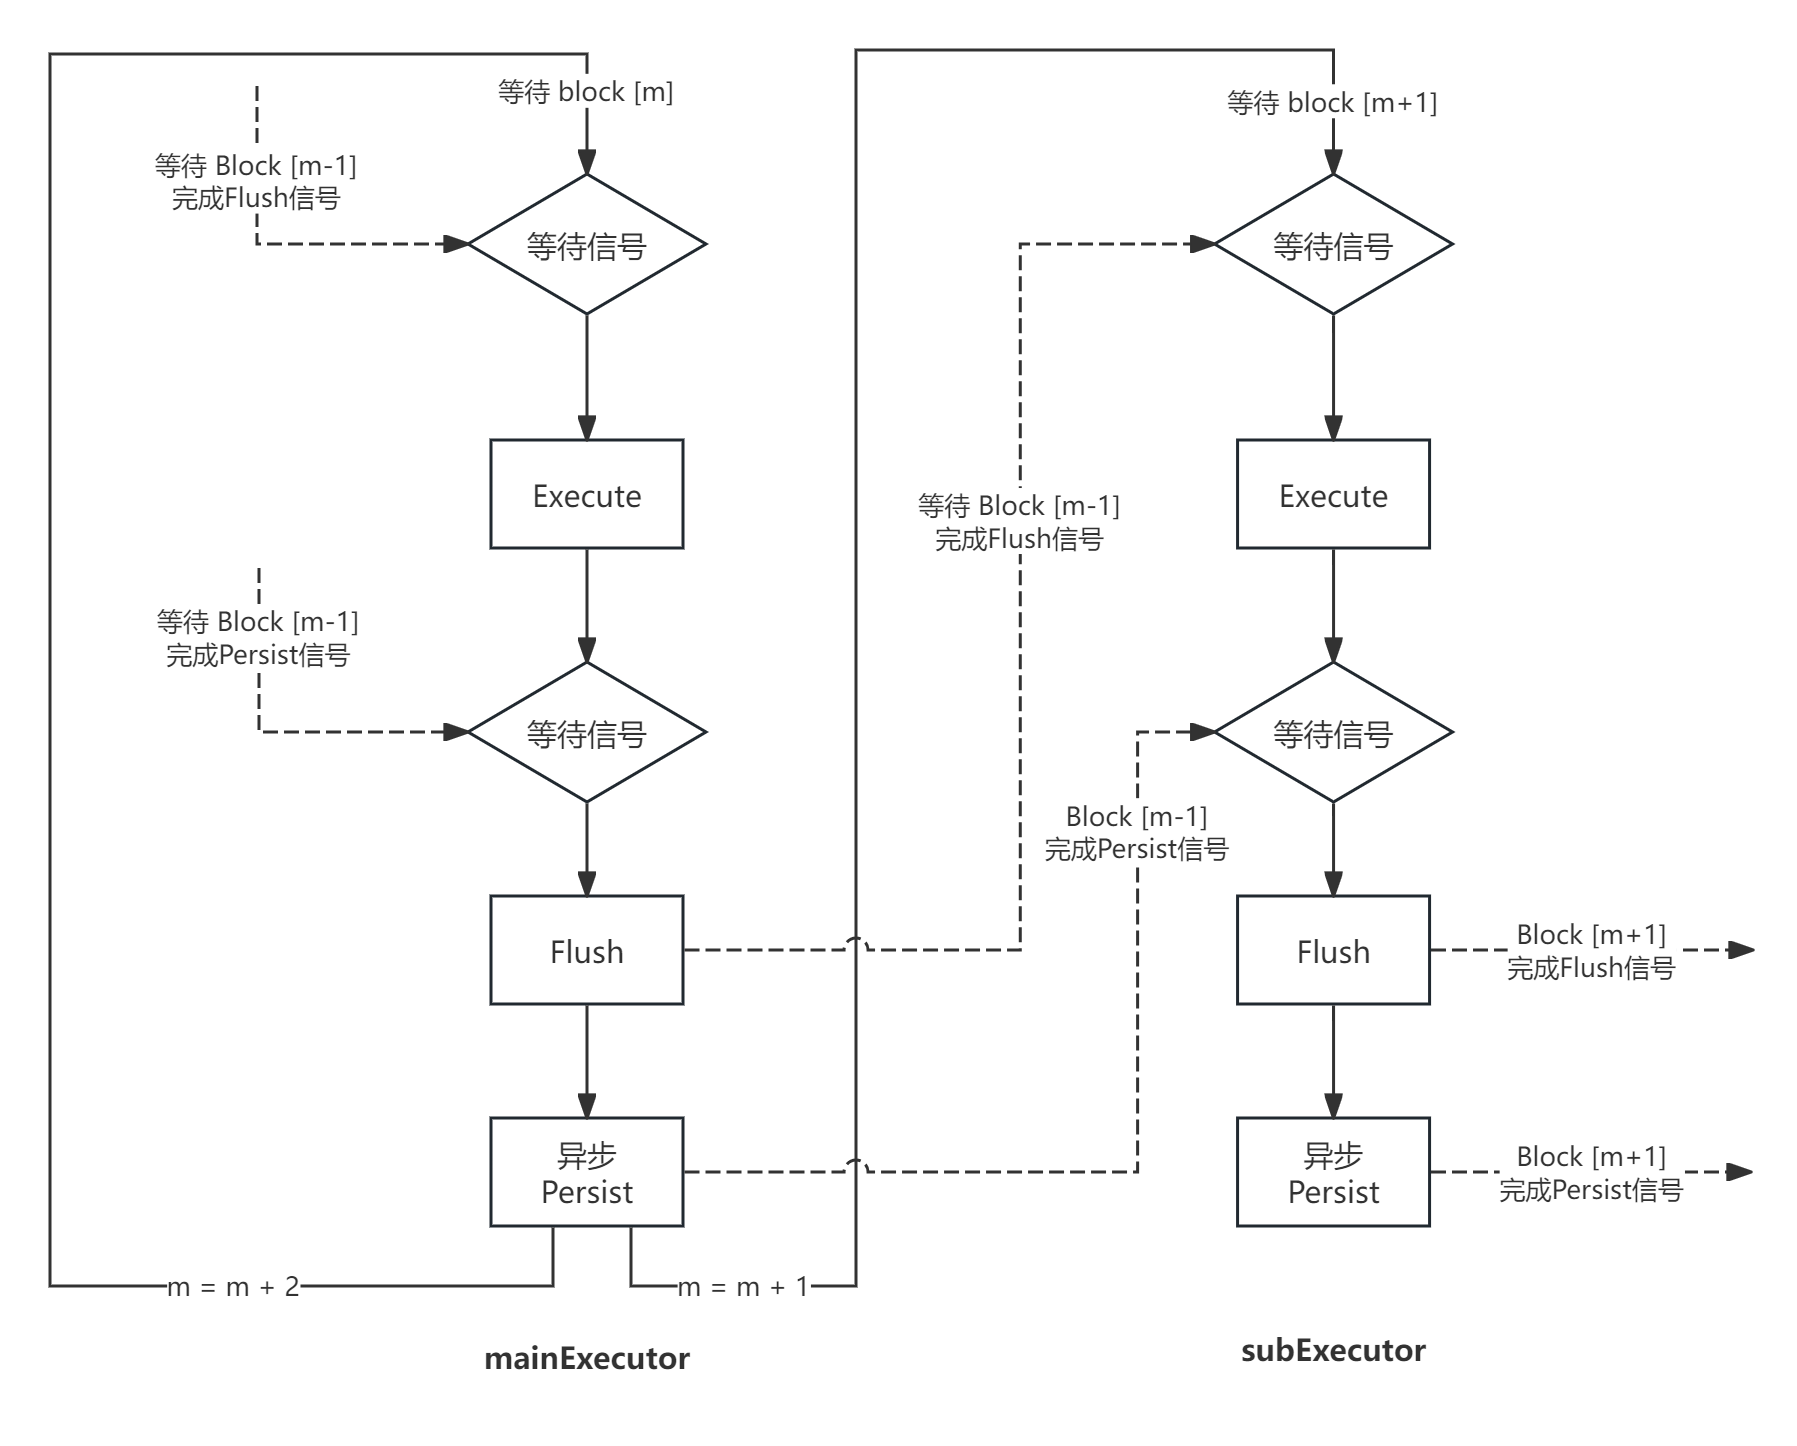 等待 block [m]
等待 Block [m-1]
完成Flush信号
等待信号
Execute
等待 Block [m-1]
完成Persist信号
等待信号
Flush
异步
Persist
m = m + 2
m = m + 1
mainExecutor
等待 block [m+1]
等待信号
等待 Block [m-1]
完成Flush信号
Execute
等待信号
Block [m-1]
完成Persist信号
Flush
Block [m+1]
完成Flush信号
异步
Persist
Block [m+1]
完成Persist信号
subExecutor